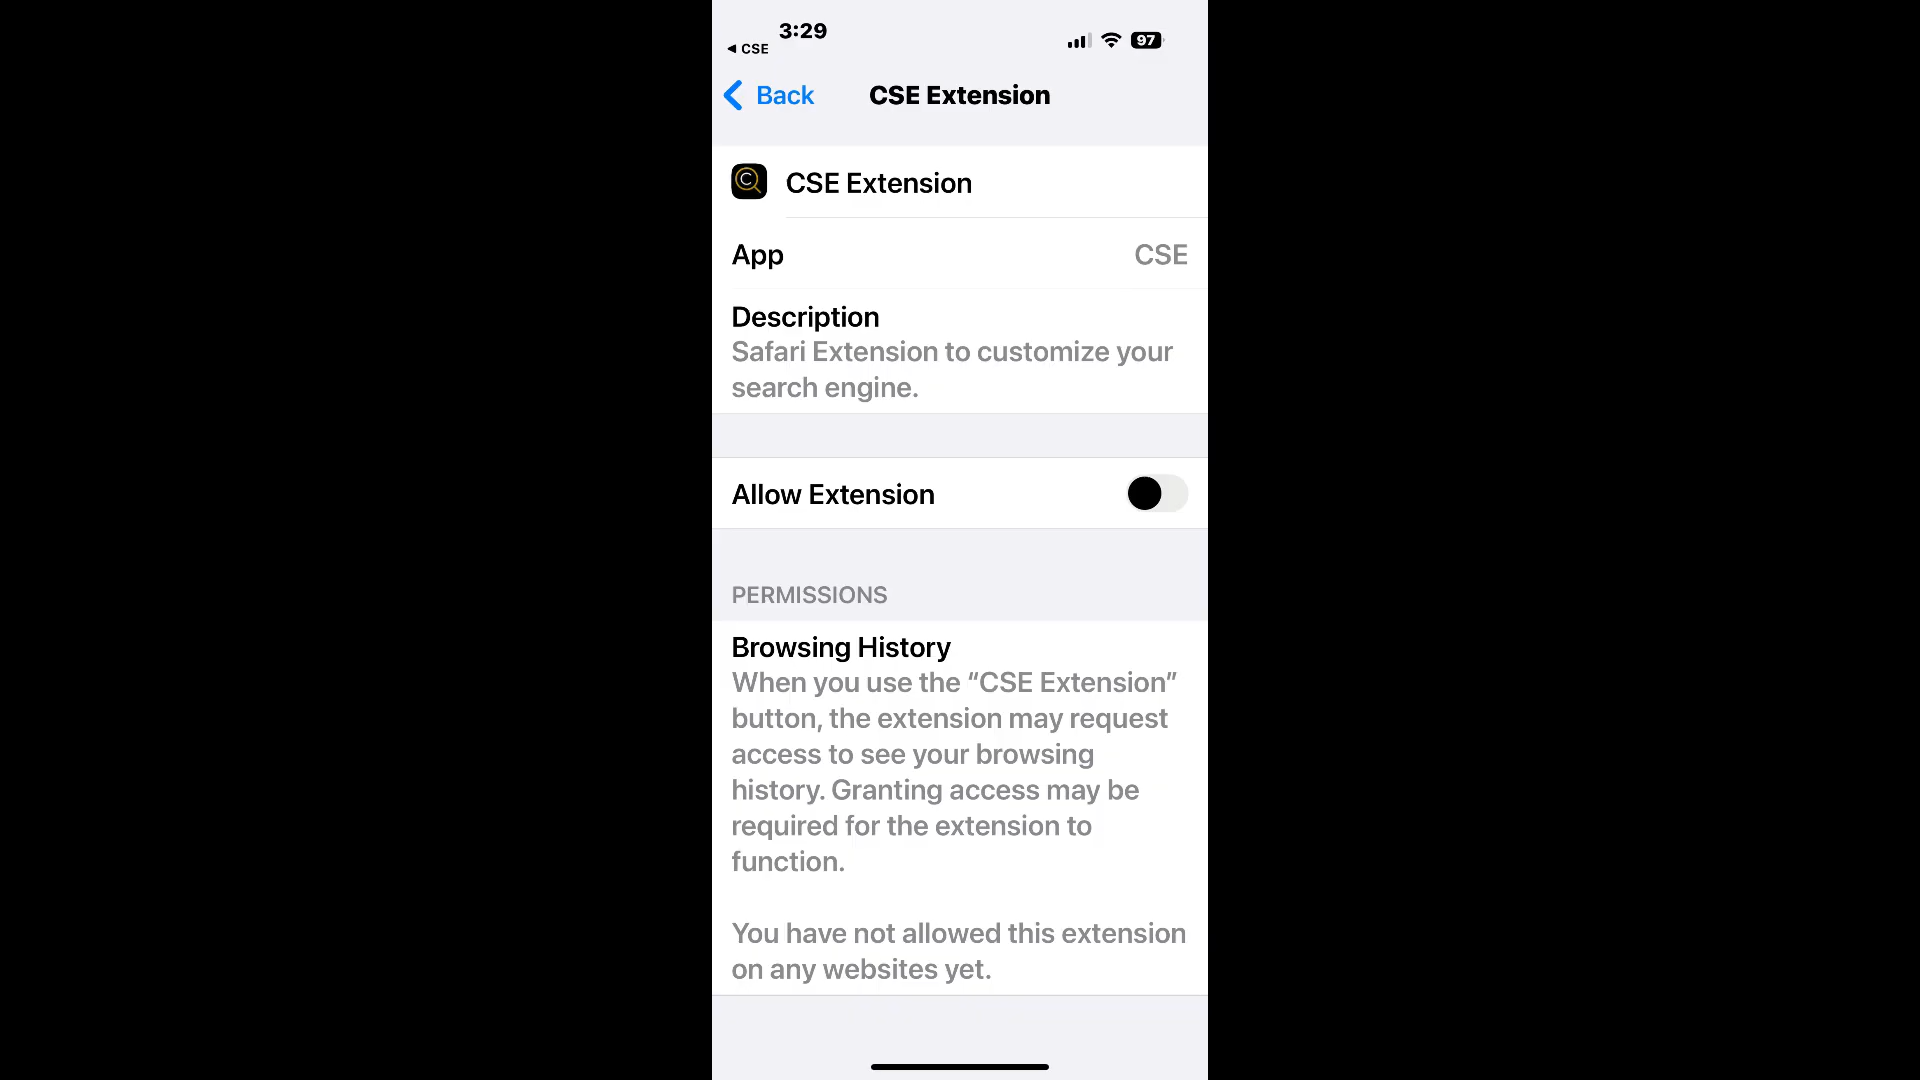 3:29
◀ CSE
97
Back
CSE Extension
CSE Extension
App
CSE
Description
Safari Extension to customize your
search engine.
Allow Extension
PERMISSIONS
Browsing History
When you use the “CSE Extension”
button, the extension may request
access to see your browsing
history. Granting access may be
required for the extension to
function.
You have not allowed this extension
on any websites yet.